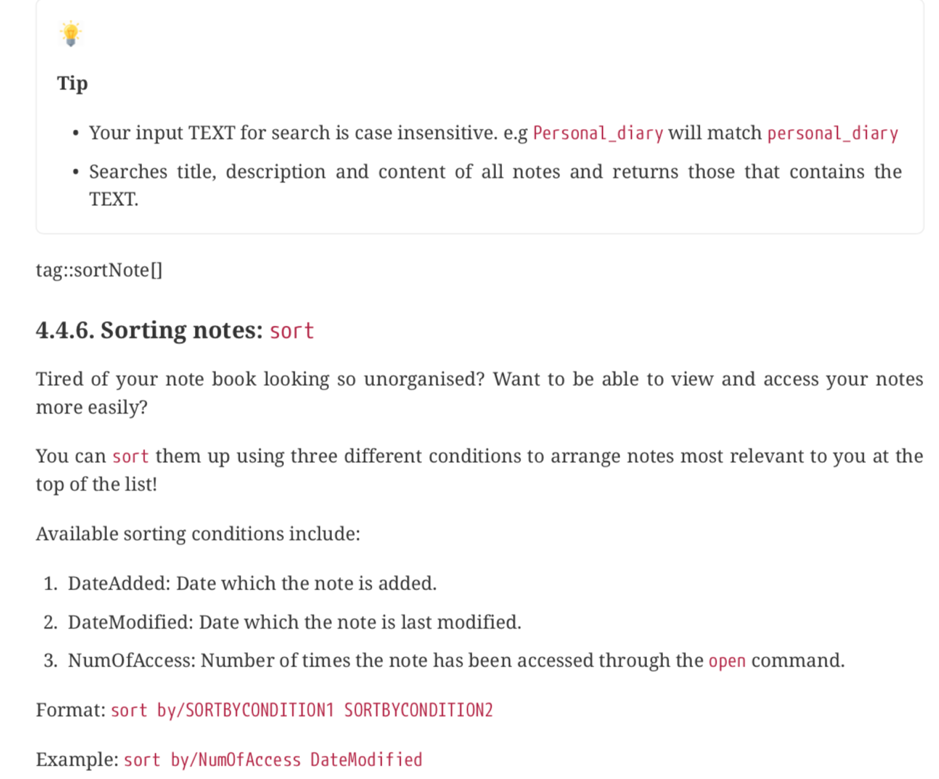 Tip
• Your input TEXT for search is case insensitive. e.g Personal_diary will match personal_diary
• Searches title, description and content of all notes and returns those that contains the
TEXT.
tag::sortNote[]
4.4.6. Sorting notes: sort
Tired of your note book looking so unorganised? Want to be able to view and access your notes
more easily?
You can sort them up using three different conditions to arrange notes most relevant to you at the
top of the list!
Available sorting conditions include:
1. DateAdded: Date which the note is added.
2. DateModified: Date which the note is last modified.
3. NumOfAccess: Number of times the note has been accessed through the open command.
Format: sort by/SORTBYCONDITION1 SORTBYCONDITION2
Example: sort by/NumOfAccess DateModified